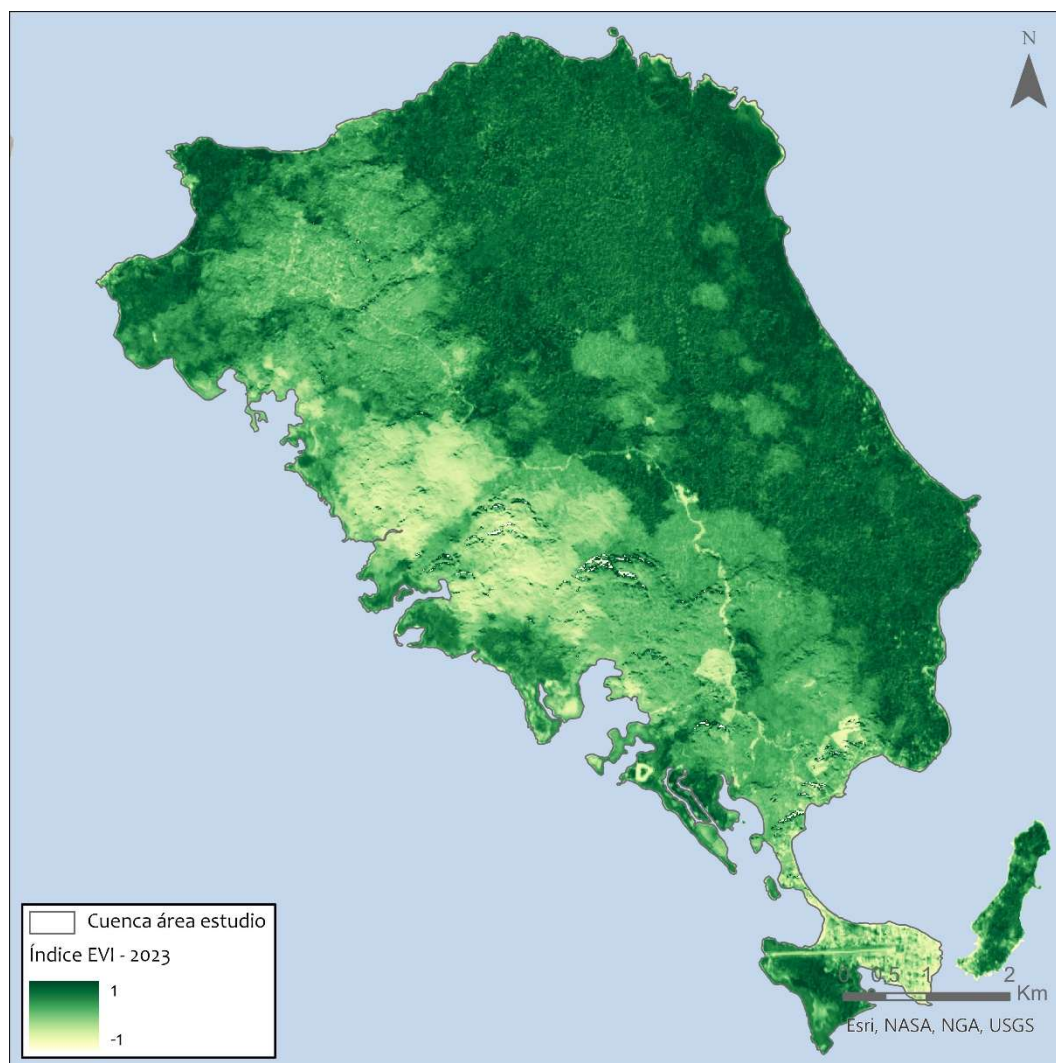 N
Cuenca área estudio
Índice EVI - 2023
1
-1
0 0.5 1 2
Km
Esri, NASA, NGA, USGS